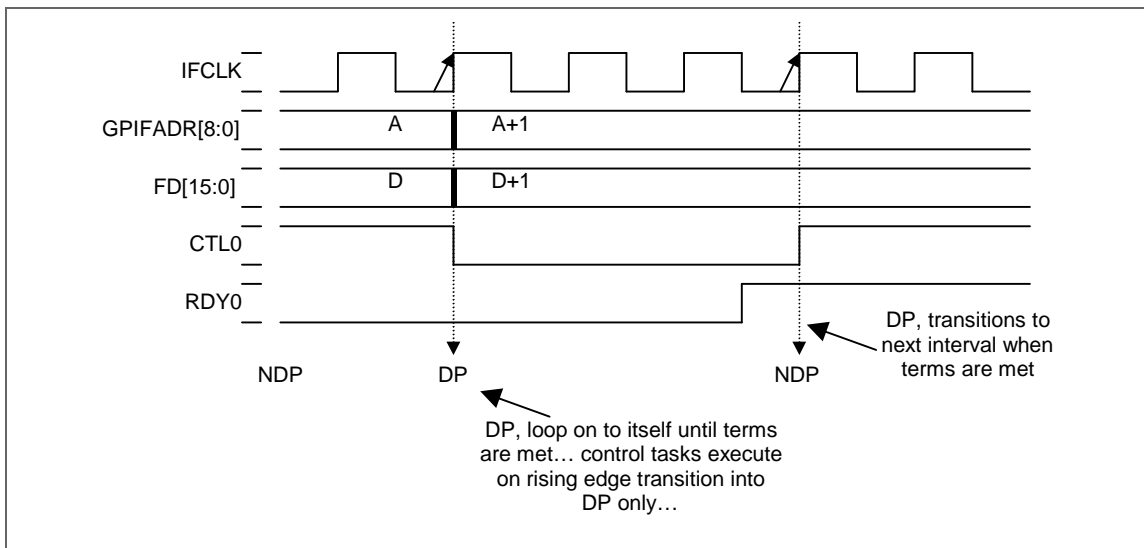 IFCLK
GPIFADR[8:0]
A
A+1
FD[15:0]
D
D+1
CTL0
RDY0
NDP
DP
NDP
DP, transitions to
next interval when
terms are met
DP, loop on to itself until terms
are met… control tasks execute
on rising edge transition into
DP only…